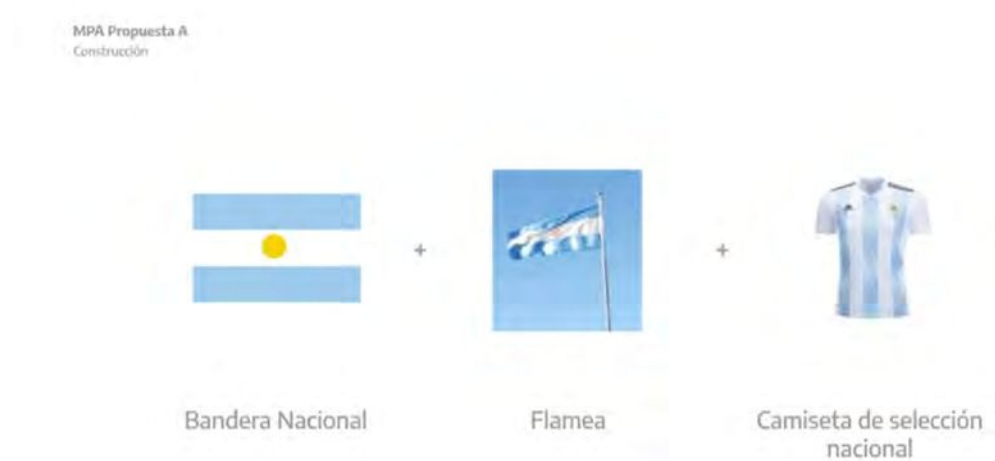 MPA Propuesta A
Construcción
+
+
Bandera Nacional
Flamea
Camiseta de selección
nacional